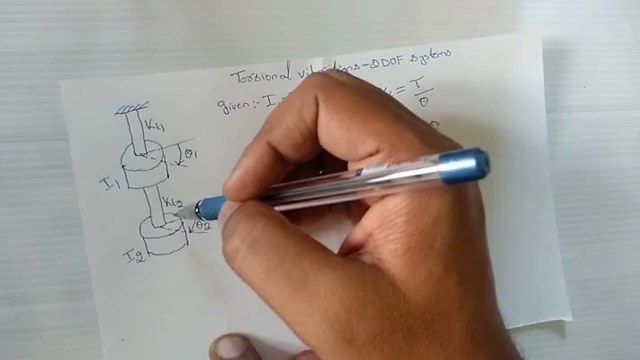 Torsional vibrations-2DOF systems
given:- I
= T/θ
Kt1
θ1
I1
Kt2
θ2
I2